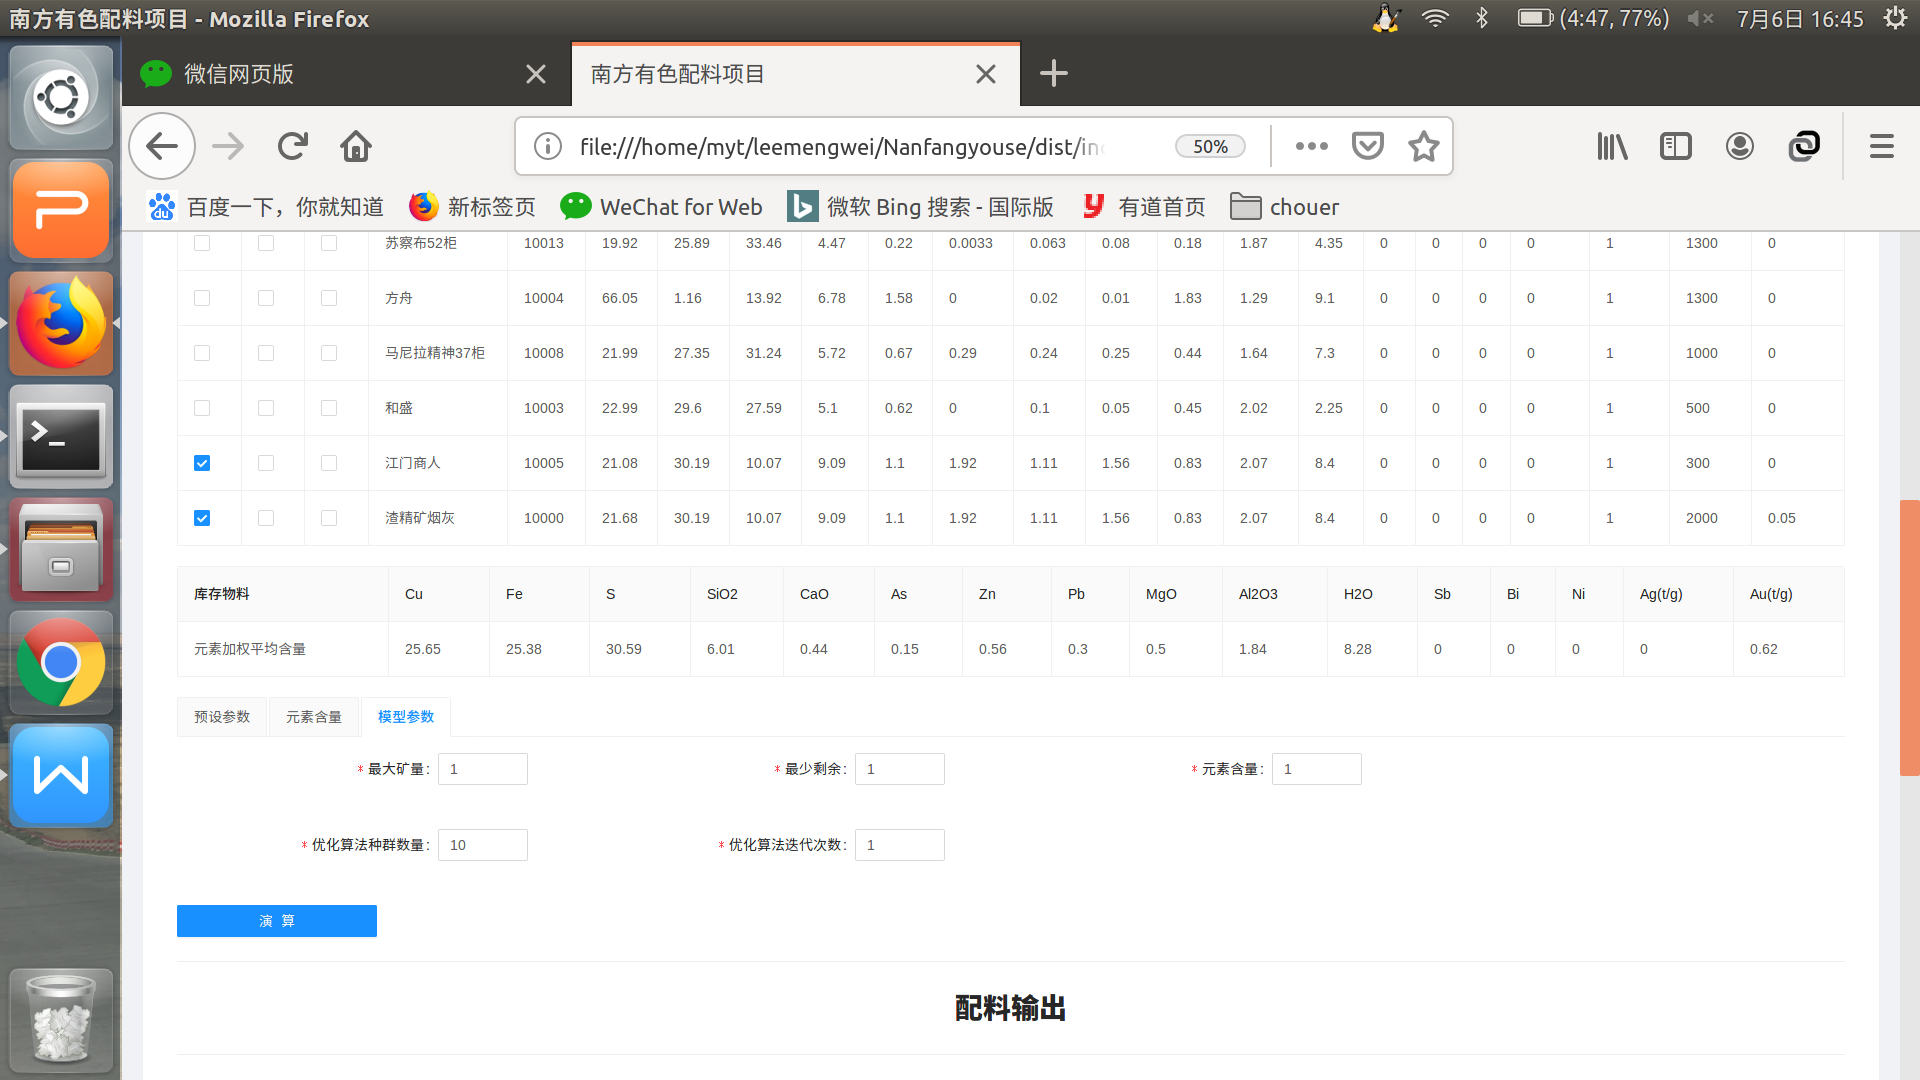 南方有色配料项目 - Mozilla Firefox
(4:47, 77%)
7月6日 16:45
微信网页版
南方有色配料项目
file:///home/myt/leemengwei/Nanfangyouse/dist/in
50%
百度一下，你就知道
新标签页
WeChat for Web
微软 Bing 搜索 - 国际版
有道首页
chouer
苏察布52柜 10013 19.92 25.89 33.46 4.47 0.22 0.0033 0.063 0.08 0.18 1.87 4.35 0 0 0 0 1 1300 0
方舟 10004 66.05 1.16 13.92 6.78 1.58 0 0.02 0.01 1.83 1.29 9.1 0 0 0 0 1 1300 0
马尼拉精神37柜 10008 21.99 27.35 31.24 5.72 0.67 0.29 0.24 0.25 0.44 1.64 7.3 0 0 0 0 1 1000 0
和盛 10003 22.99 29.6 27.59 5.1 0.62 0 0.1 0.05 0.45 2.02 2.25 0 0 0 0 1 500 0
江门商人 10005 21.08 30.19 10.07 9.09 1.1 1.92 1.11 1.56 0.83 2.07 8.4 0 0 0 0 1 300 0
渣精矿烟灰 10000 21.68 30.19 10.07 9.09 1.1 1.92 1.11 1.56 0.83 2.07 8.4 0 0 0 0 1 2000 0.05
库存物料 Cu Fe S SiO2 CaO As Zn Pb MgO Al2O3 H2O Sb Bi Ni Ag(t/g) Au(t/g)
元素加权平均含量 25.65 25.38 30.59 6.01 0.44 0.15 0.56 0.3 0.5 1.84 8.28 0 0 0 0 0.62
预设参数 元素含量 模型参数
* 最大矿量: 1 * 最少剩余: 1 * 元素含量: 1
* 优化算法种群数量: 10 * 优化算法迭代次数: 1
演 算
配料输出